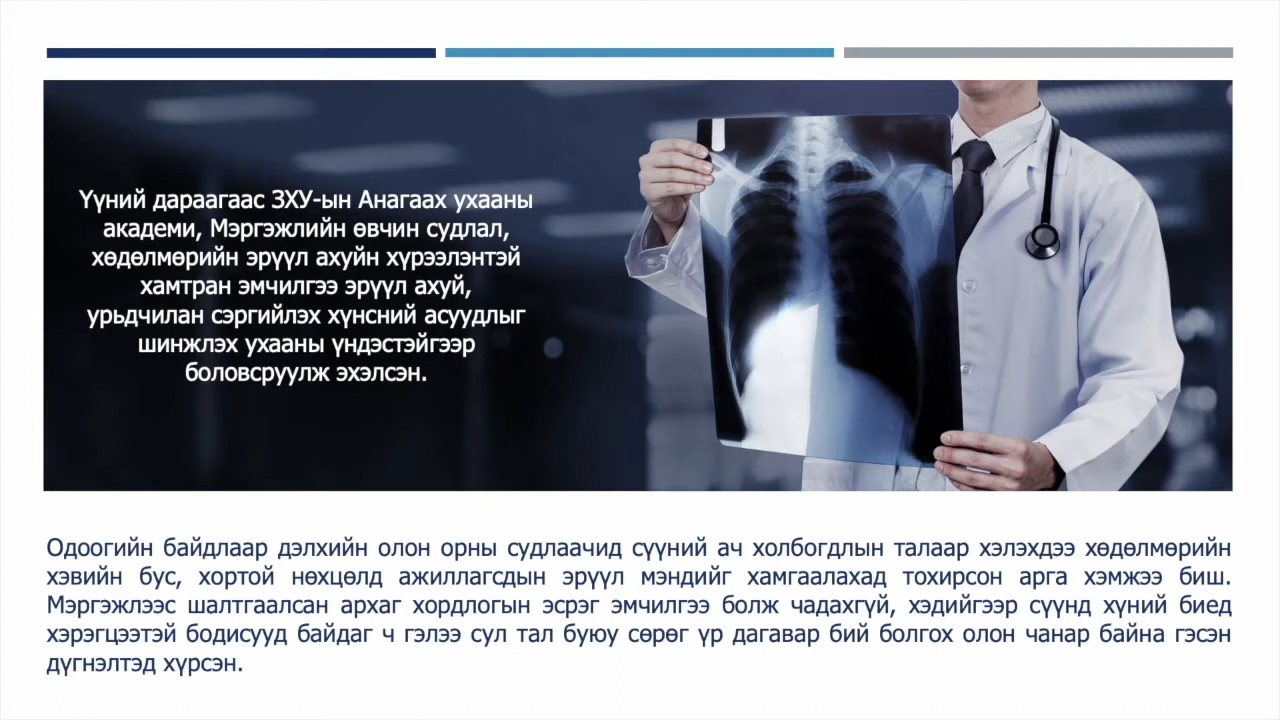 Үүний дараагаас ЗХУ-ын Анагаах ухааны
академи, Мэргэжлийн өвчин судлал,
хөдөлмөрийн эрүүл ахуйн хүрээлэнтэй
хамтран эмчилгээ эрүүл ахуй,
урьдчилан сэргийлэх хүнсний асуудлыг
шинжлэх ухааны үндэстэйгээр
боловсруулж эхэлсэн.
Одоогийн байдлаар дэлхийн олон орны судлаачид сүүний ач холбогдлын талаар хэлэхдээ хөдөлмөрийн
хэвийн бус, хортой нөхцөлд ажиллагсдын эрүүл мэндийг хамгаалахад тохирсон арга хэмжээ биш.
Мэргэжлээс шалтгаалсан архаг хордлогын эсрэг эмчилгээ болж чадахгүй, хэдийгээр сүүнд хүний биед
хэрэгцээтэй бодисууд байдаг ч гэлээ сул тал буюу сөрөг үр дагавар бий болгох олон чанар байна гэсэн
дүгнэлтэд хүрсэн.